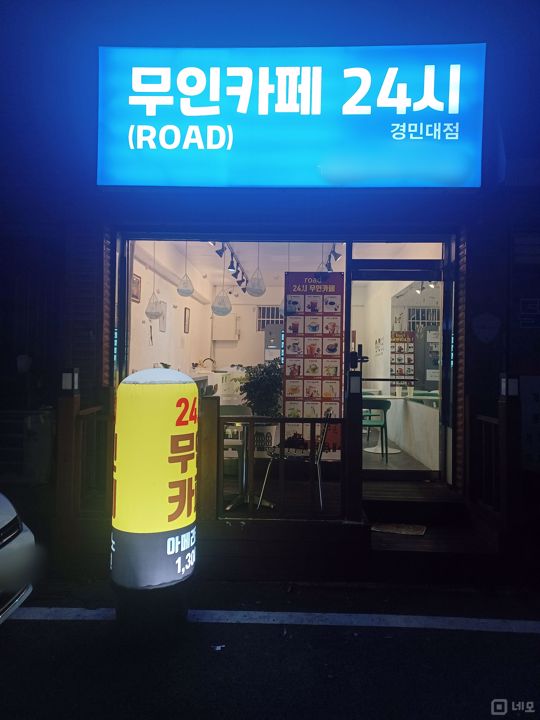 무인카페 24시
(ROAD)
경민대점
road
24시 무인카페
24
무
카
아메리
1,30
네모